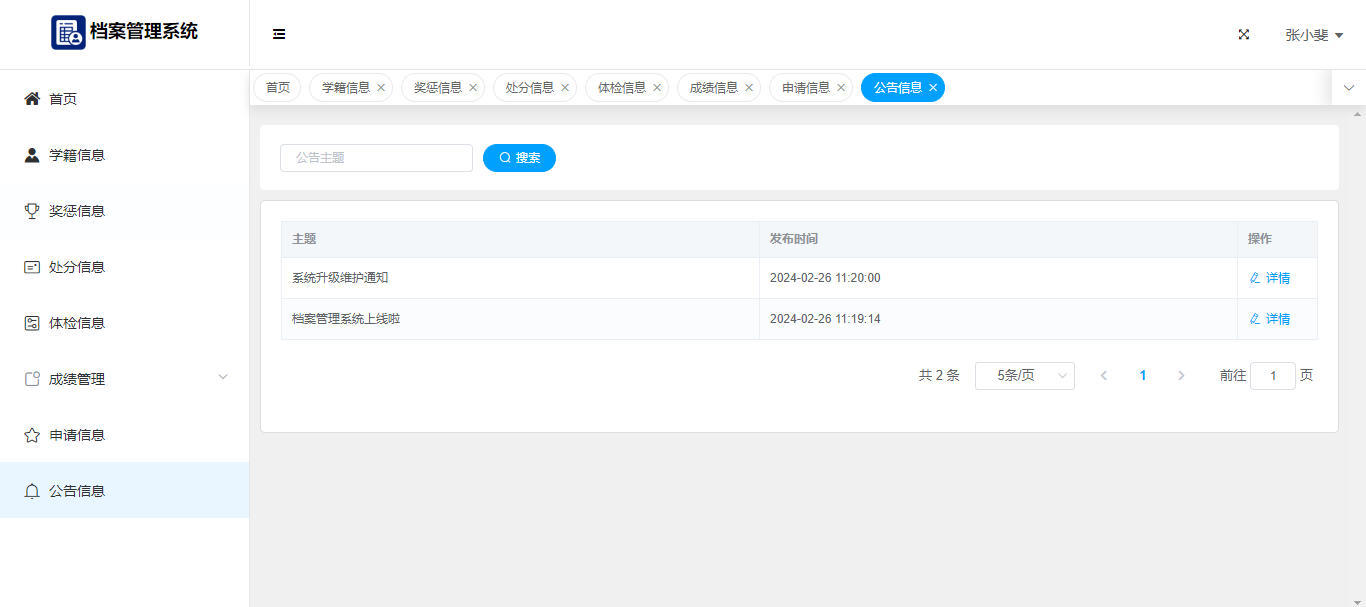 档案管理系统
张小斐
首页
学籍信息
奖惩信息
处分信息
体检信息
成绩管理
申请信息
公告信息
首页 学籍信息 奖惩信息 处分信息 体检信息 成绩信息 申请信息 公告信息
公告主题 搜索
主题 发布时间 操作
系统升级维护通知 2024-02-26 11:20:00 详情
档案管理系统上线啦 2024-02-26 11:19:14 详情
共 2 条 5条/页 1 前往 1 页